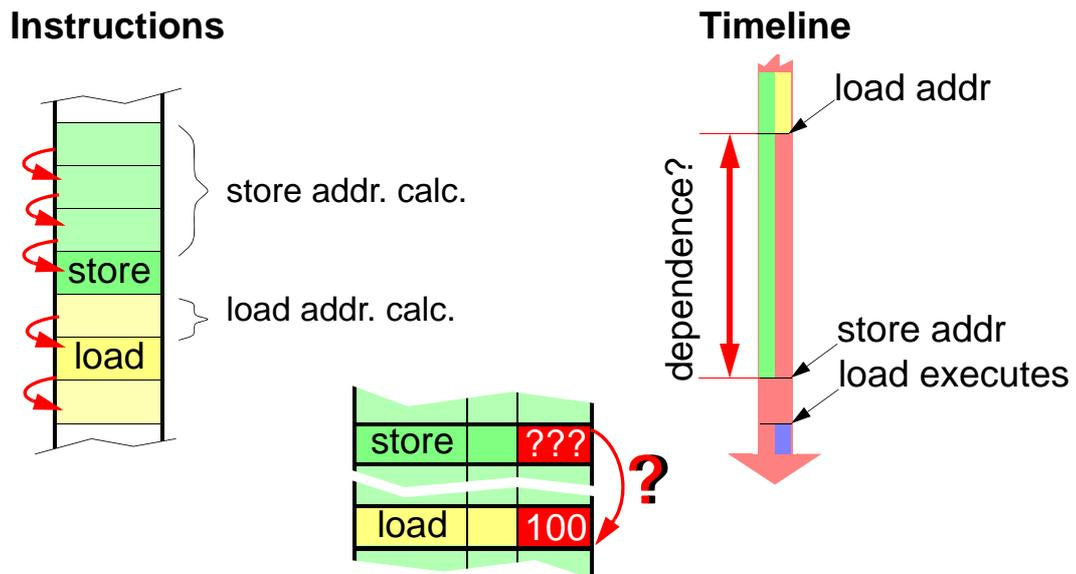 Instructions
Timeline
load addr
store addr. calc.
dependence?
store
load addr. calc.
load
store addr
load executes
store ???
?
load 100